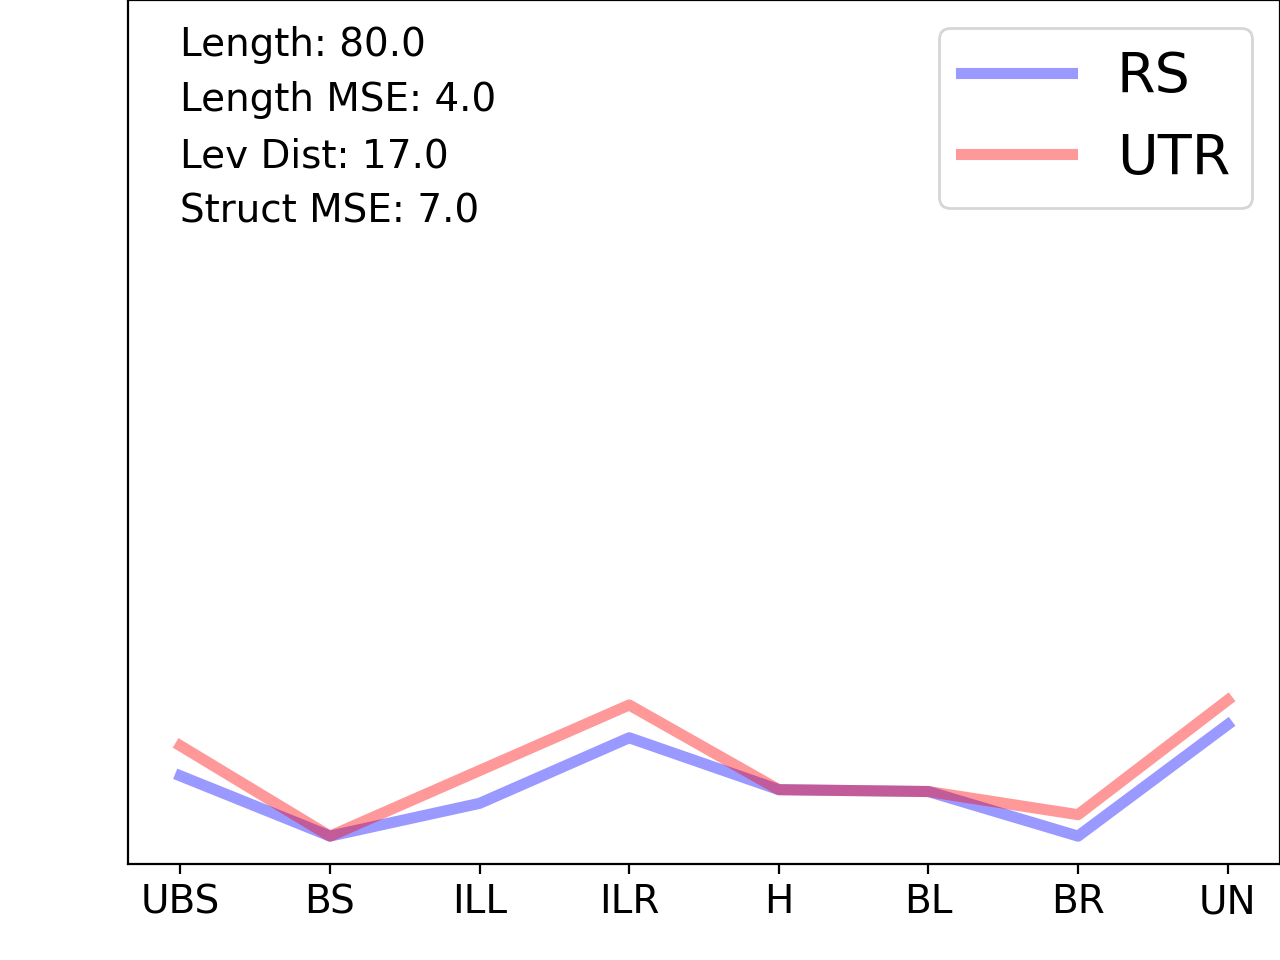 Length: 80.0
Length MSE: 4.0
Lev Dist: 17.0
Struct MSE: 7.0
RS
UTR
UBS BS ILL ILR H BL BR UN